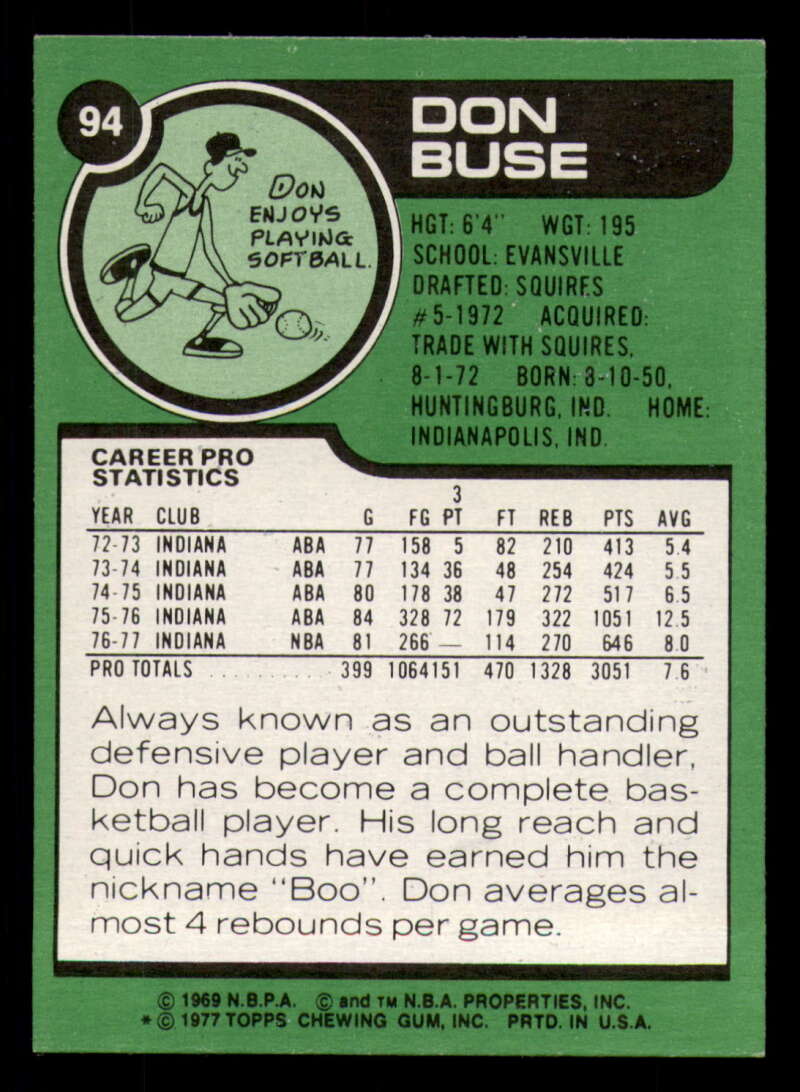 94
DON
BUSE
DON
ENJOYS
PLAYING
SOFTBALL.
HGT: 6'4" WGT: 195
SCHOOL: EVANSVILLE
DRAFTED: SQUIRES
#5-1972 ACQUIRED:
TRADE WITH SQUIRES,
8-1-72 BORN: 8-10-50,
HUNTINGBURG, IND. HOME:
INDIANAPOLIS, IND.
CAREER PRO
STATISTICS
3
YEAR CLUB G FG PT FT REB PTS AVG
72-73 INDIANA ABA 77 158 5 82 210 413 5.4
73-74 INDIANA ABA 77 134 36 48 254 424 5.5
74-75 INDIANA ABA 80 178 38 47 272 517 6.5
75-76 INDIANA ABA 84 328 72 179 322 1051 12.5
76-77 INDIANA NBA 81 266 — 114 270 646 8.0
PRO TOTALS .......... 399 1064 151 470 1328 3051 7.6
Always known as an outstanding
defensive player and ball handler,
Don has become a complete bas-
ketball player. His long reach and
quick hands have earned him the
nickname "Boo". Don averages al-
most 4 rebounds per game.
© 1969 N.B.P.A. © and TM N.B.A. PROPERTIES, INC.
* © 1977 TOPPS CHEWING GUM, INC. PRTD. IN U.S.A.